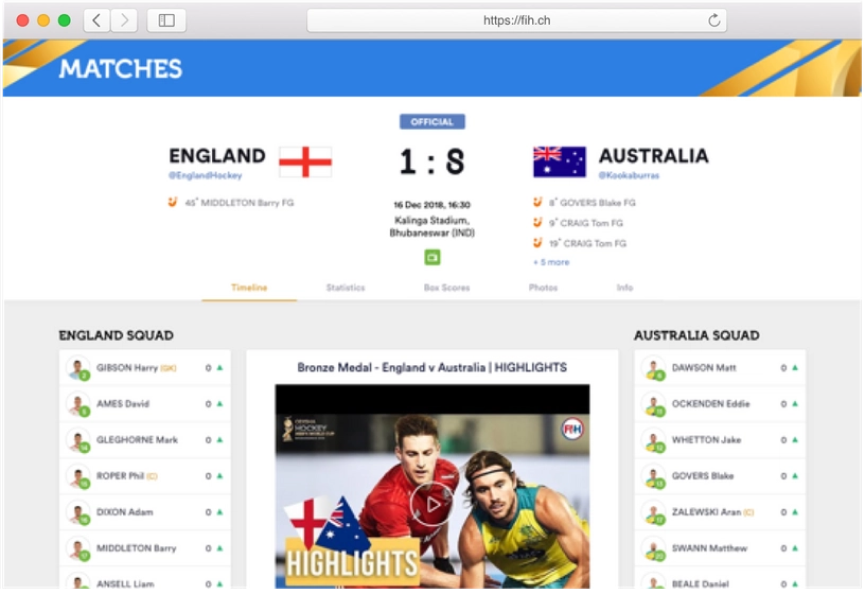 https://fih.ch
MATCHES
OFFICIAL
ENGLAND
@EnglandHockey
1 : 8
AUSTRALIA
@Kookaburras
45' MIDDLETON Barry FG
16 Dec 2018, 16:30
Kalinga Stadium,
Bhubaneswar (IND)
8' GOVERS Blake FG
9' CRAIG Tom FG
19' CRAIG Tom FG
+ 5 more
Timeline
Statistics
Box Scores
Photos
Info
ENGLAND SQUAD
GIBSON Harry (GK) 0
AMES David 0
GLEGHORNE Mark 0
ROPER Phil (C) 0
DIXON Adam 0
MIDDLETON Barry 0
ANSELL Liam 0
Bronze Medal - England v Australia | HIGHLIGHTS
HOCKEY
FIH
HIGHLIGHTS
AUSTRALIA SQUAD
DAWSON Matt 0
OCKENDEN Eddie 0
WHETTON Jake 0
GOVERS Blake 0
ZALEWSKI Aran (C) 0
SWANN Matthew 0
BEALE Daniel 0